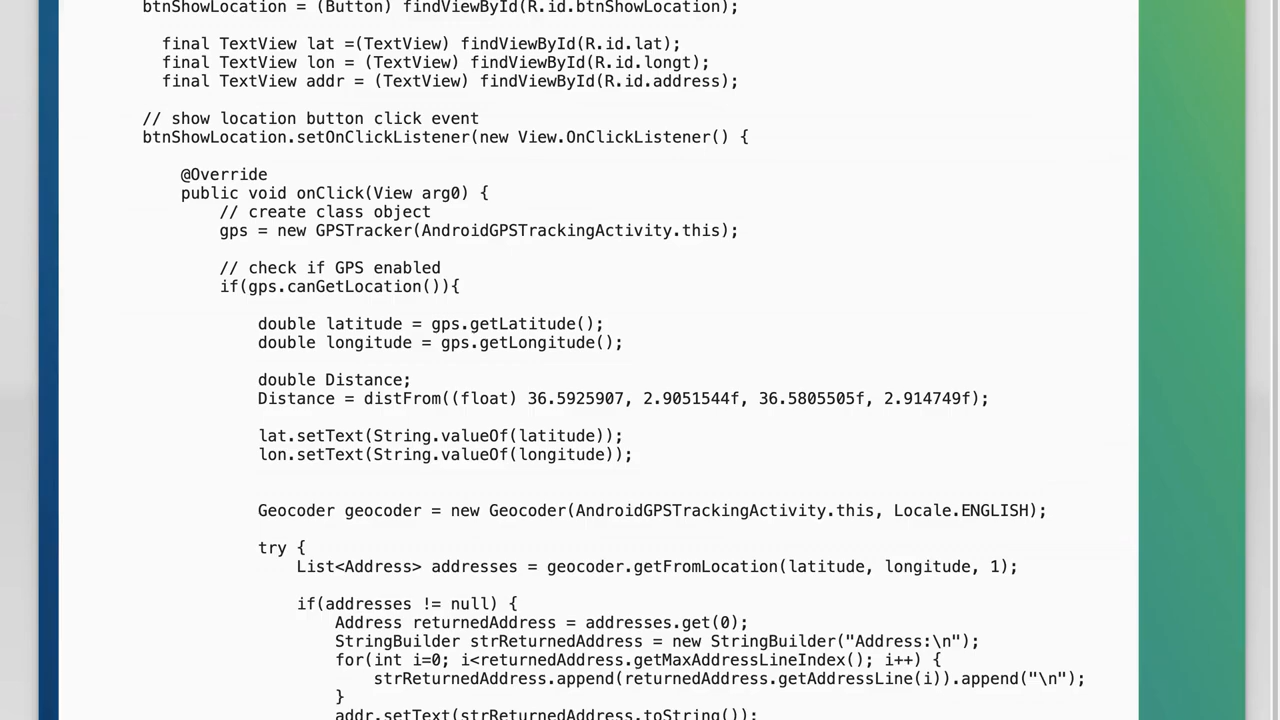 btnShowLocation = (Button) findViewById(R.id.btnShowLocation);
final TextView lat =(TextView) findViewById(R.id.lat);
final TextView lon = (TextView) findViewById(R.id.longt);
final TextView addr = (TextView) findViewById(R.id.address);
// show location button click event
btnShowLocation.setOnClickListener(new View.OnClickListener() {
@Override
public void onClick(View arg0) {
// create class object
gps = new GPSTracker(AndroidGPSTrackingActivity.this);
// check if GPS enabled
if(gps.canGetLocation()){
double latitude = gps.getLatitude();
double longitude = gps.getLongitude();
double Distance;
Distance = distFrom((float) 36.5925907, 2.9051544f, 36.5805505f, 2.914749f);
lat.setText(String.valueOf(latitude));
lon.setText(String.valueOf(longitude));
Geocoder geocoder = new Geocoder(AndroidGPSTrackingActivity.this, Locale.ENGLISH);
try {
List<Address> addresses = geocoder.getFromLocation(latitude, longitude, 1);
if(addresses != null) {
Address returnedAddress = addresses.get(0);
StringBuilder strReturnedAddress = new StringBuilder("Address:\n");
for(int i=0; i<returnedAddress.getMaxAddressLineIndex(); i++) {
strReturnedAddress.append(returnedAddress.getAddressLine(i)).append("\n");
}
addr.setText(strReturnedAddress.toString());